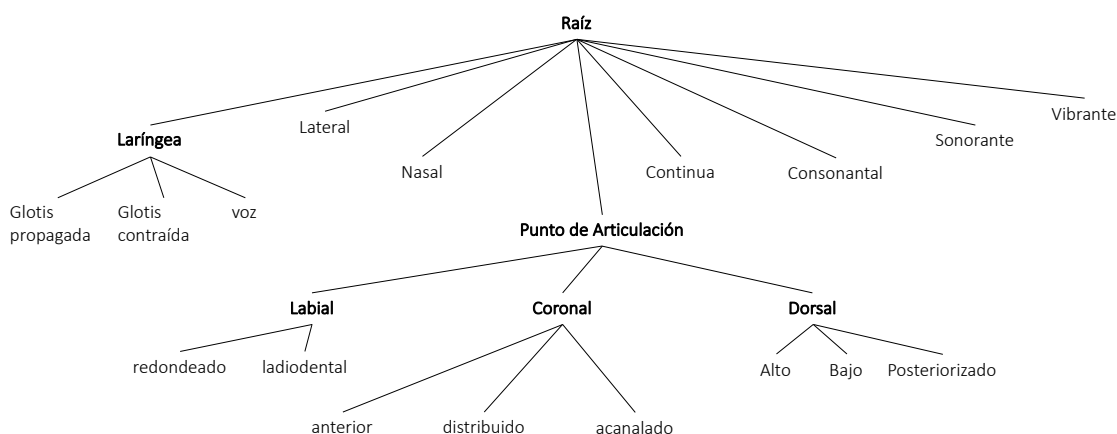 Raíz
Laríngea
Lateral
Nasal
Continua
Consonantal
Sonorante
Vibrante
Glotis
propagada
Glotis
contraída
voz
Punto de Articulación
Labial
Coronal
Dorsal
redondeado
ladiodental
Alto
Bajo
Posteriorizado
anterior
distribuido
acanalado